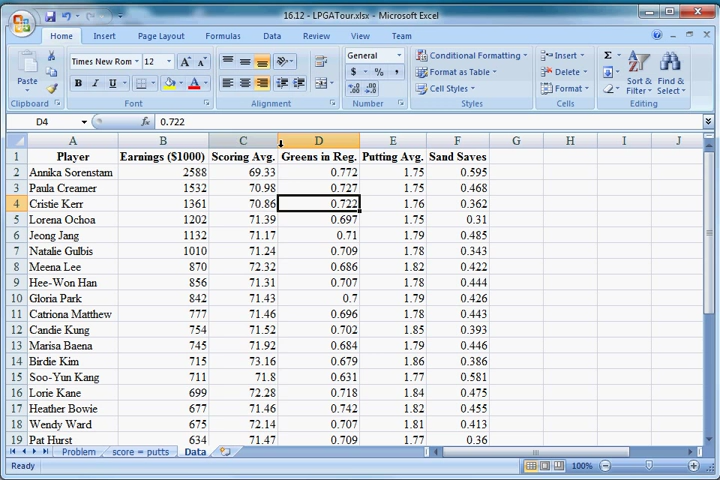 16.12 - LPGATour.xlsx - Microsoft Excel
Home Insert Page Layout Formulas Data Review View Team
Paste
Times New Rom 12 A A
B I U A
General
$ % ,
Conditional Formatting
Format as Table
Cell Styles
Insert
Delete
Format
Σ
Sort & Filter
Find & Select
Clipboard Font Alignment Number Styles Cells Editing
D4 fx 0.722
A B C D E F G H I J
1 Player Earnings ($1000) Scoring Avg. Greens in Reg. Putting Avg. Sand Saves
2 Annika Sorenstam 2588 69.33 0.772 1.75 0.595
3 Paula Creamer 1532 70.98 0.727 1.75 0.468
4 Cristie Kerr 1361 70.86 0.722 1.76 0.362
5 Lorena Ochoa 1202 71.39 0.697 1.75 0.31
6 Jeong Jang 1132 71.17 0.71 1.79 0.485
7 Natalie Gulbis 1010 71.24 0.709 1.78 0.343
8 Meena Lee 870 72.32 0.686 1.82 0.422
9 Hee-Won Han 856 71.31 0.707 1.78 0.444
10 Gloria Park 842 71.43 0.7 1.79 0.426
11 Catriona Matthew 777 71.46 0.696 1.78 0.443
12 Candie Kung 754 71.52 0.702 1.85 0.393
13 Marisa Baena 745 71.92 0.684 1.79 0.446
14 Birdie Kim 715 73.16 0.679 1.86 0.386
15 Soo-Yun Kang 711 71.8 0.631 1.77 0.581
16 Lorie Kane 699 72.28 0.718 1.84 0.475
17 Heather Bowie 677 71.46 0.742 1.82 0.455
18 Wendy Ward 675 72.14 0.707 1.81 0.413
19 Pat Hurst 634 71.47 0.709 1.77 0.36
Problem score = putts Data
Ready 100%